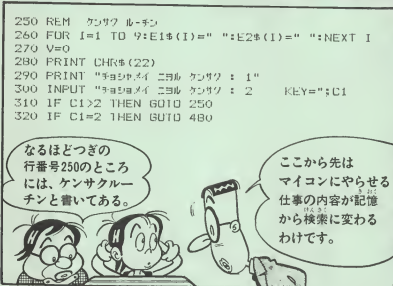 250 REM ケンサク ルーチン
260 FOR I=1 TO 9:E1$(I)=" ":E2$(I)=" ":NEXT I
270 V=0
280 PRINT CHR$(22)
290 PRINT "チョシャメイ ニヨル ケンサク : 1"
300 INPUT "ショメイ ニヨル ケンサク : 2 KEY=";C1
310 IF C1>2 THEN GOTO 250
320 IF C1=2 THEN GOTO 480
ここから先は
マイコンにやらせる
仕事の内容が記憶
から検索に変わる
わけです。
なるほどつぎの
行番号250のところ
には、ケンサクルー
チンと書いてある。